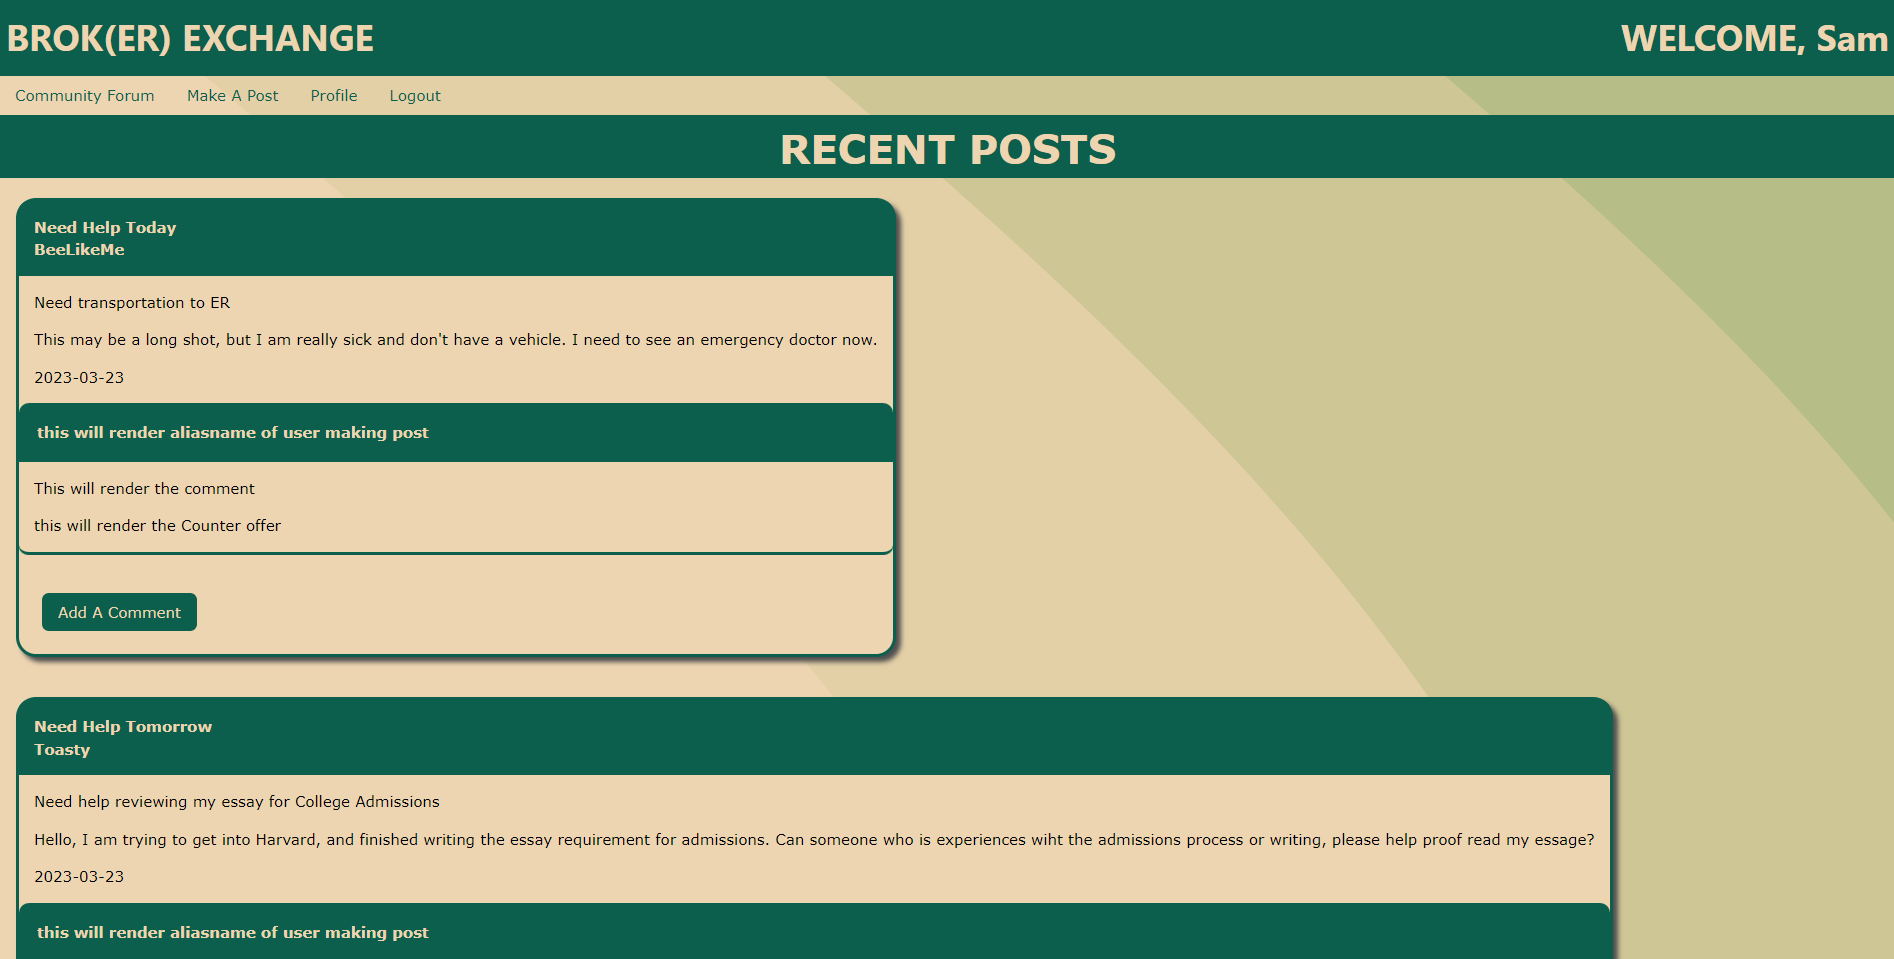 BROK(ER) EXCHANGE
WELCOME, Sam
Community Forum Make A Post Profile Logout
RECENT POSTS
Need Help Today
BeeLikeMe
Need transportation to ER
This may be a long shot, but I am really sick and don't have a vehicle. I need to see an emergency doctor now.
2023-03-23
this will render aliasname of user making post
This will render the comment
this will render the Counter offer
Add A Comment
Need Help Tomorrow
Toasty
Need help reviewing my essay for College Admissions
Hello, I am trying to get into Harvard, and finished writing the essay requirement for admissions. Can someone who is experiences wiht the admissions process or writing, please help proof read my essage?
2023-03-23
this will render aliasname of user making post